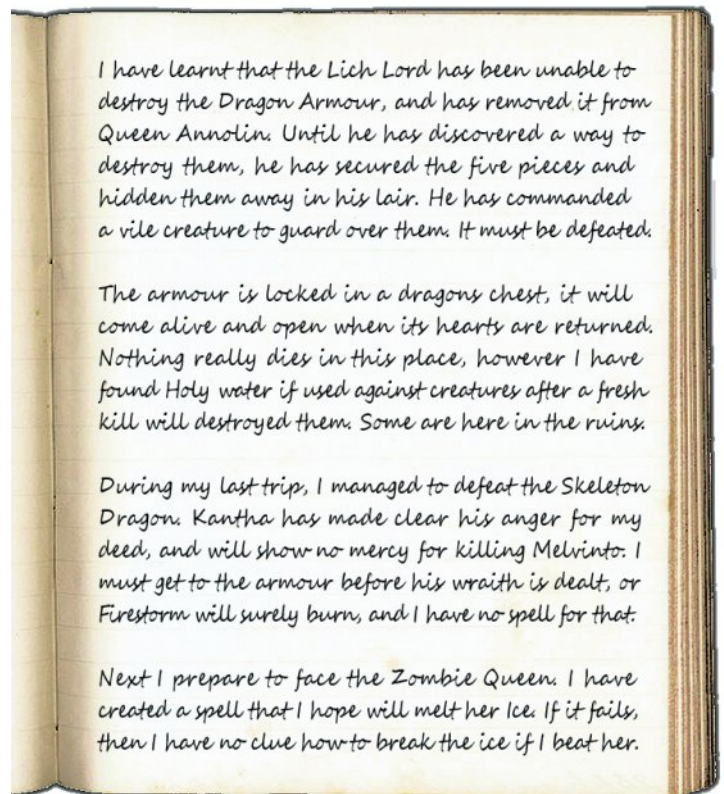 I have learnt that the Lich Lord has been unable to
destroy the Dragon Armour, and has removed it from
Queen Annolin. Until he has discovered a way to
destroy them, he has secured the five pieces and
hidden them away in his lair. He has commanded
a vile creature to guard over them. It must be defeated.
The armour is locked in a dragons chest, it will
come alive and open when its hearts are returned.
Nothing really dies in this place, however I have
found Holy water if used against creatures after a fresh
kill will destroyed them. Some are here in the ruins.
During my last trip, I managed to defeat the Skeleton
Dragon. Kantha has made clear his anger for my
deed, and will show no mercy for killing Melvinto. I
must get to the armour before his wraith is dealt, or
Firestorm will surely burn, and I have no spell for that.
Next I prepare to face the Zombie Queen. I have
created a spell that I hope will melt her Ice. If it fails,
then I have no clue how to break the ice if I beat her.